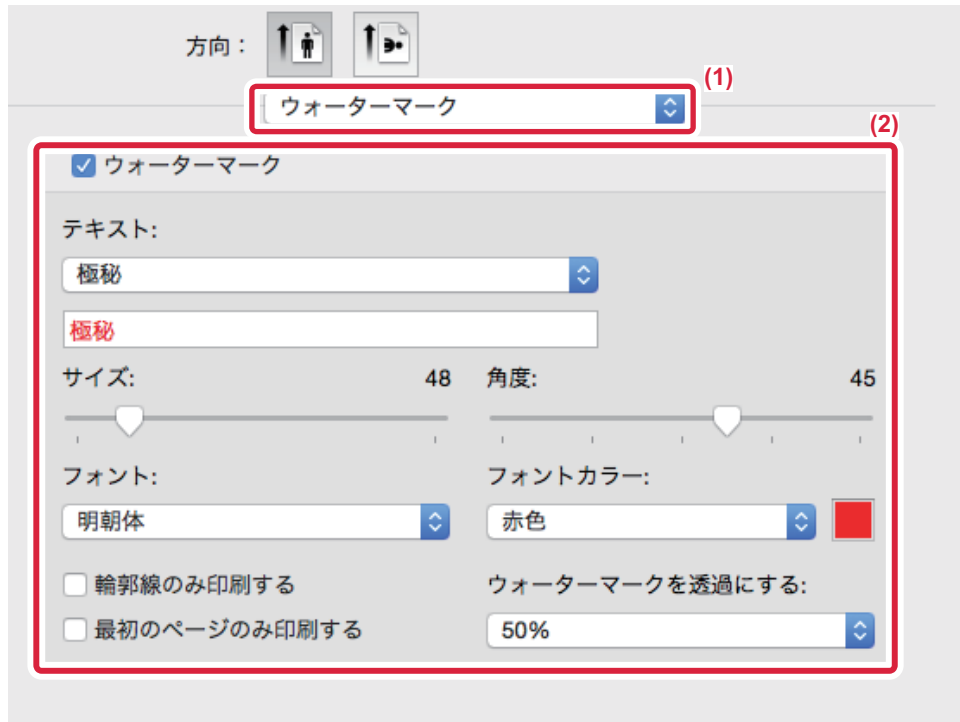 方向：
(1)
ウォーターマーク
(2)
ウォーターマーク
テキスト:
極秘
極秘
サイズ: 48 角度: 45
フォント: フォントカラー:
明朝体 赤色
輪郭線のみ印刷する ウォーターマークを透過にする:
最初のページのみ印刷する 50%